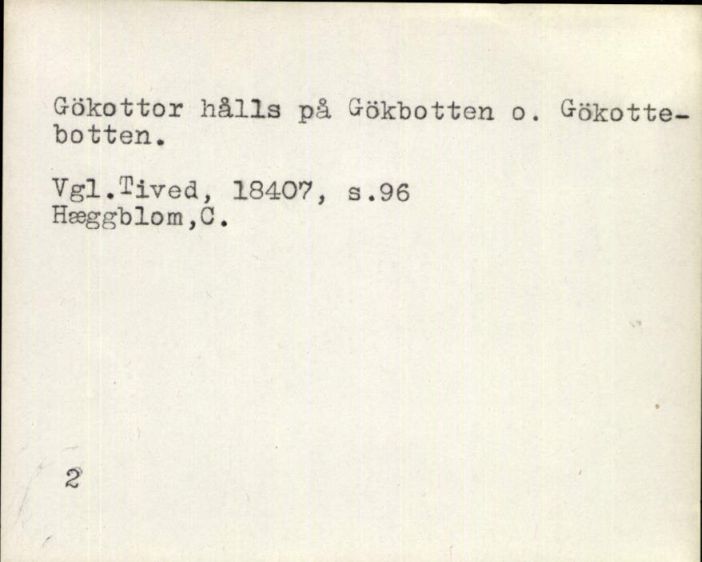 Gökottor hålls på Gökbotten o. Gökotte-
botten.
Vgl.Tived, 18407, s.96
Hæggblom,C.
2